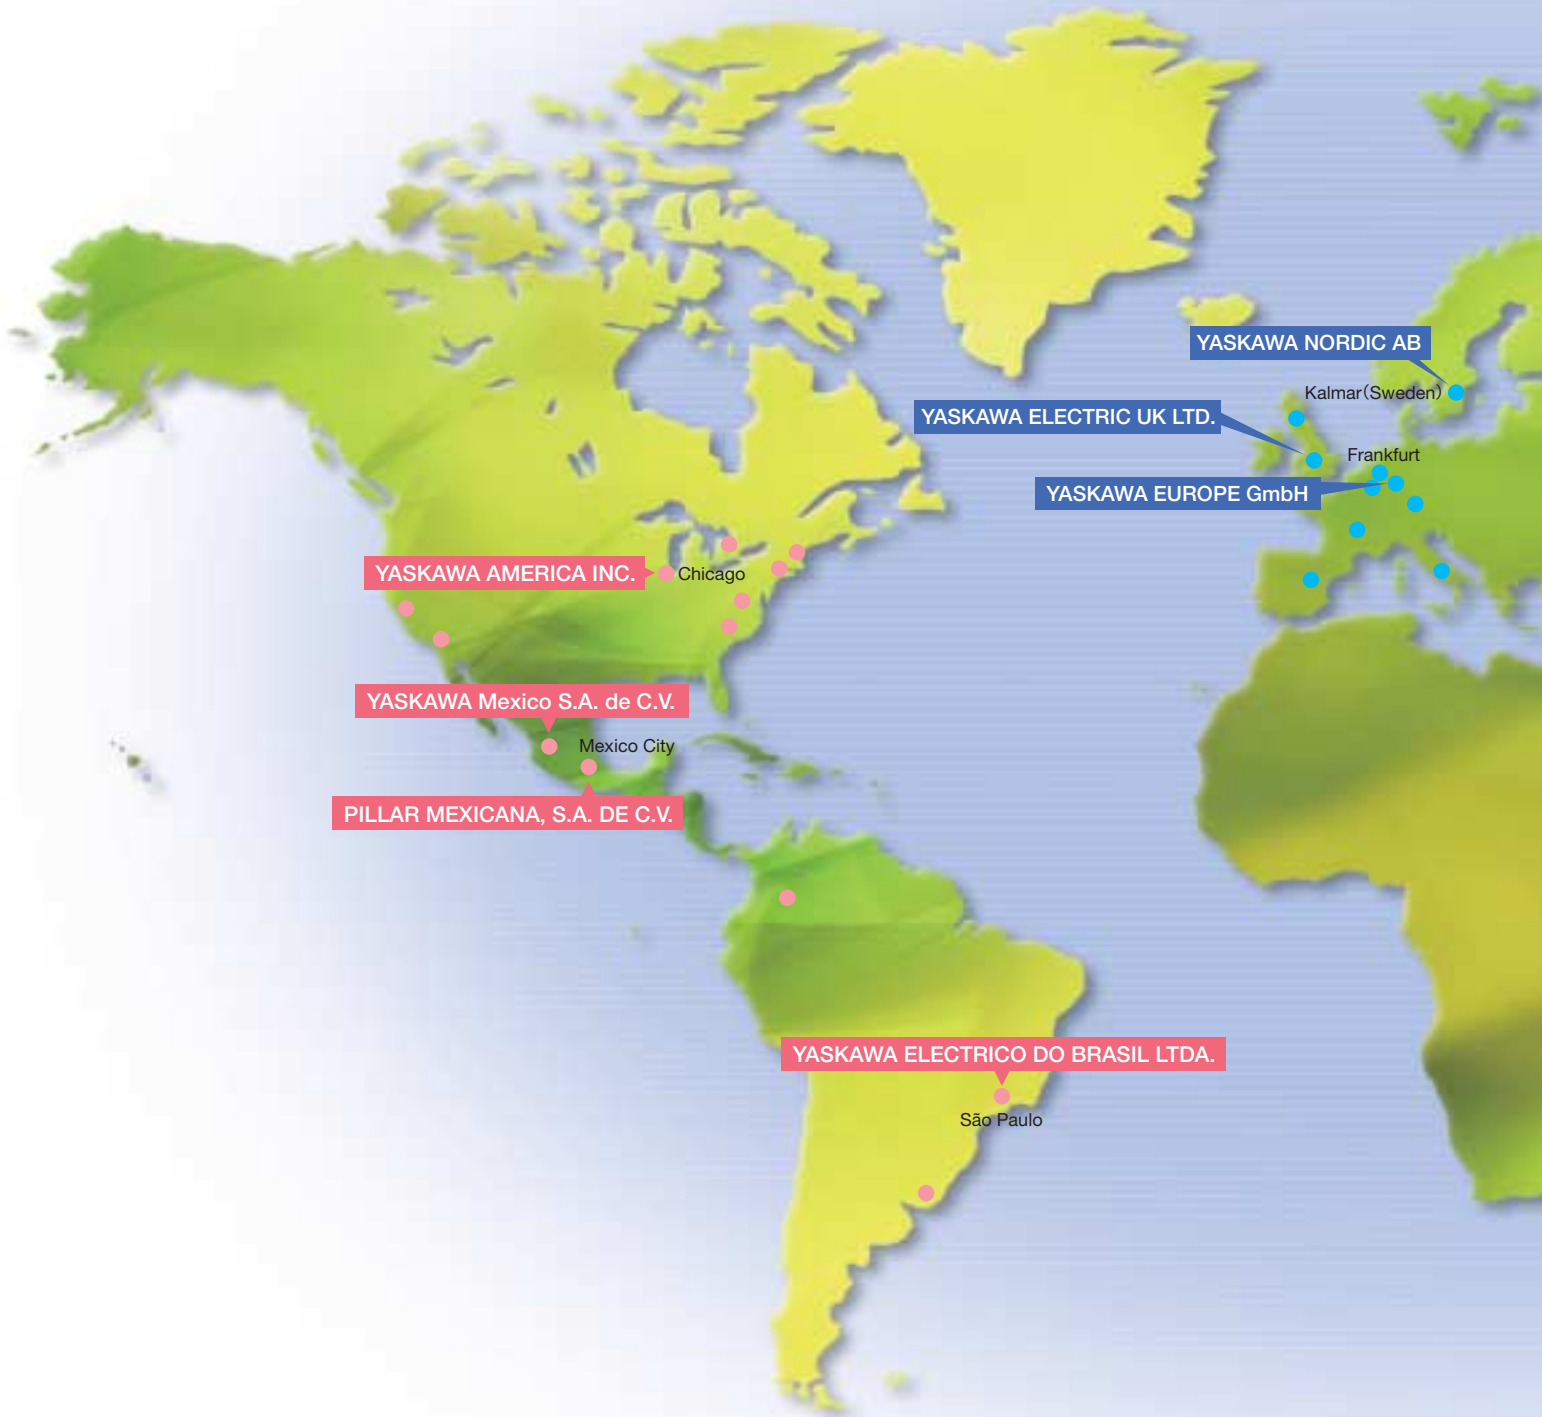 YASKAWA NORDIC AB
Kalmar(Sweden)
YASKAWA ELECTRIC UK LTD.
Frankfurt
YASKAWA EUROPE GmbH
YASKAWA AMERICA INC.
Chicago
YASKAWA Mexico S.A. de C.V.
Mexico City
PILLAR MEXICANA, S.A. DE C.V.
YASKAWA ELECTRICO DO BRASIL LTDA.
São Paulo